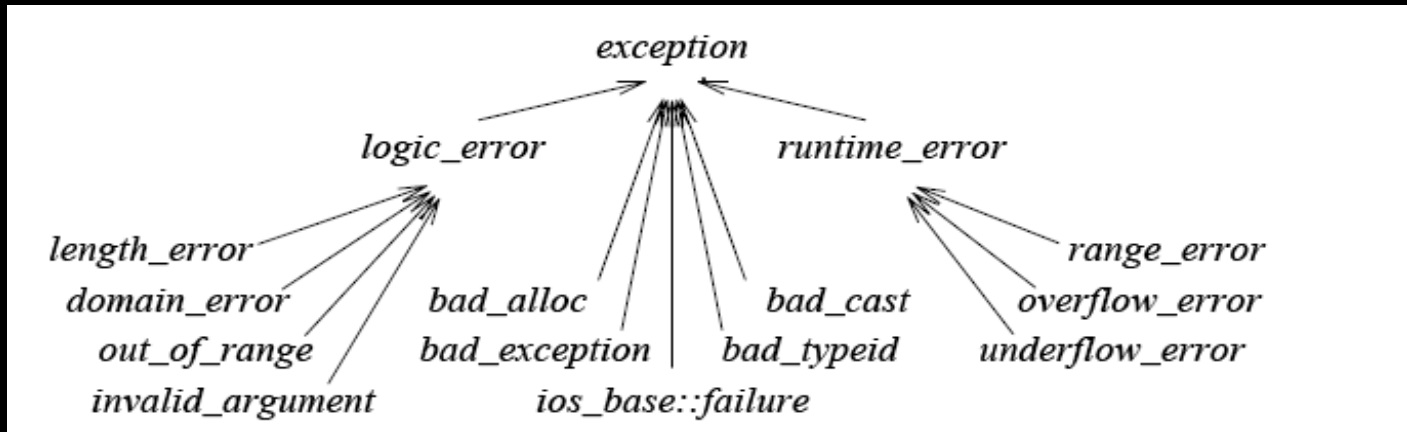 exception
logic_error runtime_error
length_error range_error
domain_error bad_alloc bad_cast overflow_error
out_of_range bad_exception bad_typeid underflow_error
invalid_argument ios_base::failure